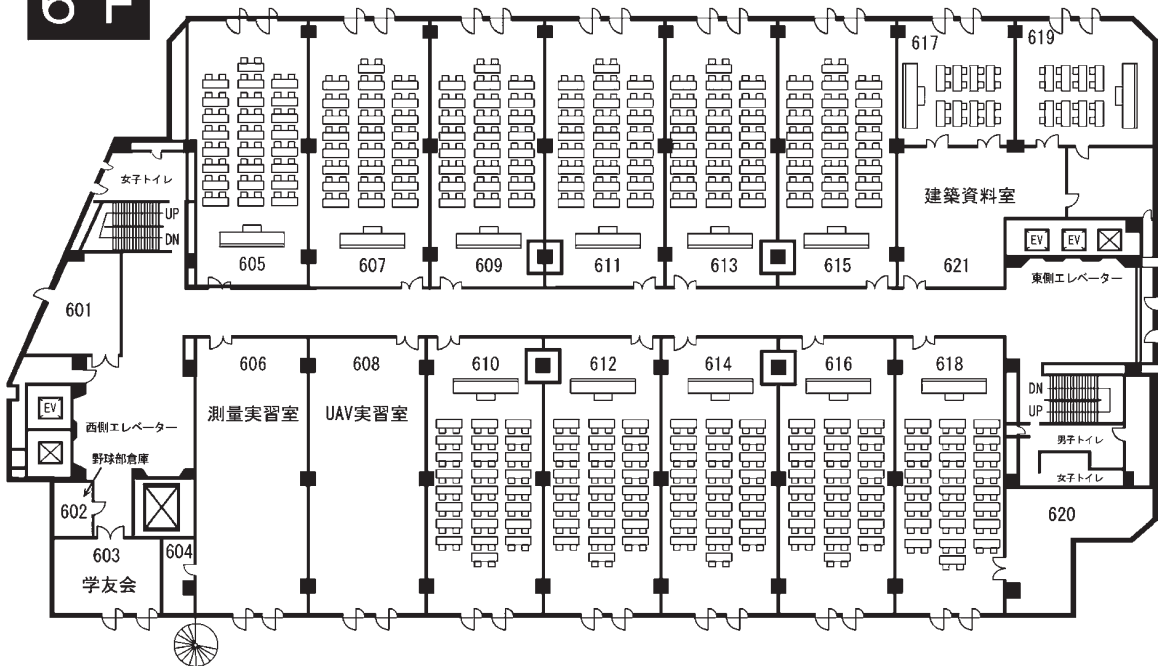 6F
617
619
女子トイレ
UP
DN
建築資料室
EV
EV
605
607
609
611
613
615
621
東側エレベーター
601
606
608
610
612
614
616
618
測量実習室
UAV実習室
DN
UP
EV
西側エレベーター
男子トイレ
野球部倉庫
女子トイレ
602
620
603
604
学友会